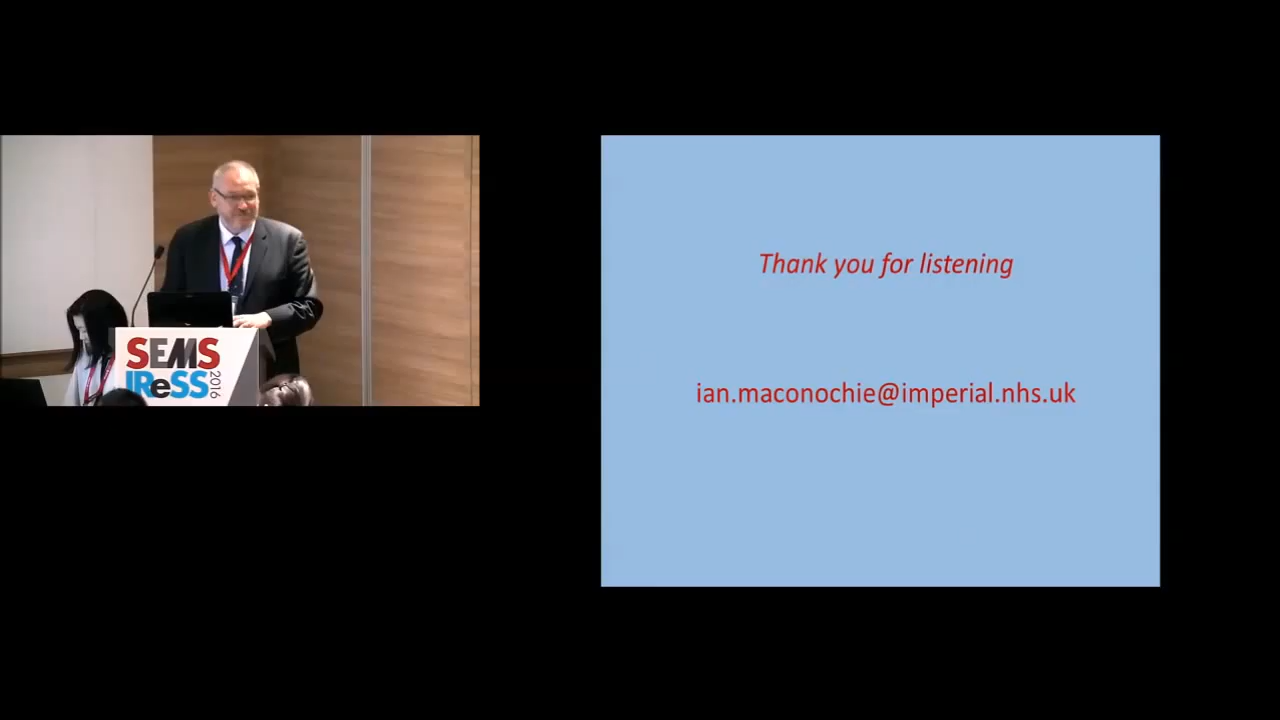 SEMS
IReSS
2016
Thank you for listening
ian.maconochie@imperial.nhs.uk